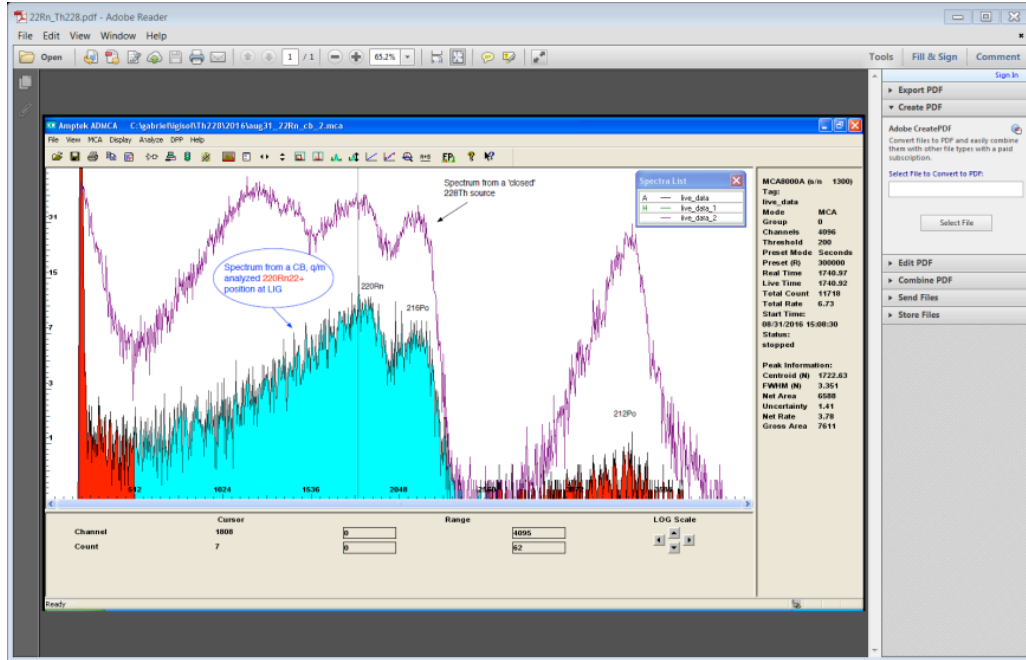 22Rn_Th228.pdf - Adobe Reader
File Edit View Window Help
Open 1 / 1 65.2% Tools Fill & Sign Comment
Sign In
Export PDF
Create PDF
Adobe CreatePDF
Convert files to PDF and easily combine
them with other file types with a paid
subscription.
Select File to Convert to PDF:
Select File
Edit PDF
Combine PDF
Send Files
Store Files
Amptek ADMCA C:\gabriel\igisol\Th228\2016\aug31_22Rn_cb_2.mca
File View MCA Display Analyze DPP Help
Spectrum from a 'closed'
228Th source
Spectra List
A — live_data
H — live_data_1
— live_data_2
Spectrum from a CB, q/m
analyzed 220Rn22+
position at LIG
220Rn
216Po
212Po
31
15
7
3
1
512 1024 1536 2048
MCA8000A (s/n 1300)
Tag:
live_data
Mode MCA
Group 0
Channels 4096
Threshold 200
Preset Mode Seconds
Preset (R) 300000
Real Time 1740.97
Live Time 1740.92
Total Count 11718
Total Rate 6.73
Start Time:
08/31/2016 15:08:30
Status:
stopped
Peak Information:
Centroid (N) 1722.63
FWHM (N) 3.351
Net Area 6588
Uncertainty 1.41
Net Rate 3.78
Gross Area 7611
Cursor Range LOG Scale
Channel 1808 0 4095
Count 7 0 62
Ready